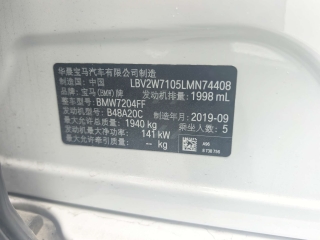 华晨宝马汽车有限公司制造
制造国: 中国 LBV2W7105LMN74408
品牌: 宝马(BMW)牌 发动机排量: 1998 mL
整车型号: BMW7204FF
发动机型号: B48A20C 制造年月: 2019-09
最大允许总质量: 1940 kg 乘坐人数: 5
发动机最大净功率: 141 kW
最大允许牵引质量: -- kg